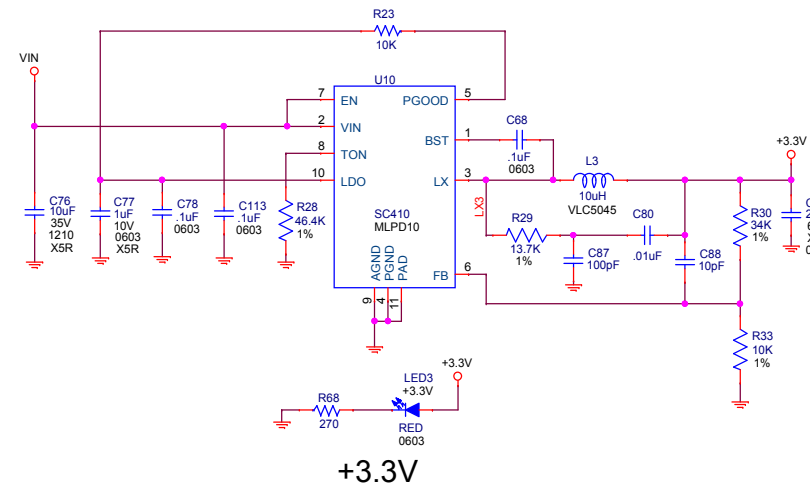 R23
10K
VIN
U10
7
EN
PGOOD
5
2
VIN
BST
1
8
TON
10
LDO
LX
3
SC410
MLPD10
FB
6
AGND
PGND
PAD
9
4
11
C68
.1uF
0603
L3
10uH
VLC5045
+3.3V
LX3
C76
10uF
35V
1210
X5R
C77
1uF
10V
0603
X5R
C78
.1uF
0603
C113
.1uF
0603
R28
46.4K
1%
R29
13.7K
1%
C80
.01uF
C87
100pF
C88
10pF
R30
34K
1%
C
2
6
X
0
R33
10K
1%
R68
270
LED3
+3.3V
RED
0603
+3.3V
+3.3V